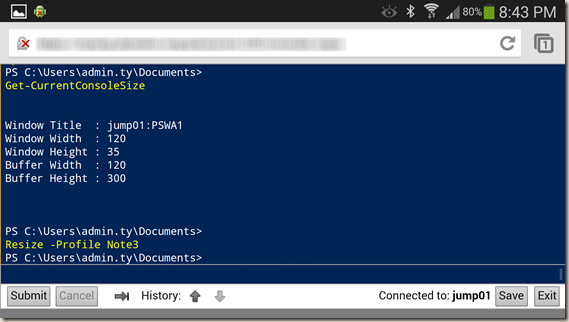 80% 8:43 PM
1
PS C:\Users\admin.ty\Documents>
Get-CurrentConsoleSize
Window Title  : jump01:PSWA1
Window Width  : 120
Window Height : 35
Buffer Width  : 120
Buffer Height : 300
PS C:\Users\admin.ty\Documents>
Resize -Profile Note3
PS C:\Users\admin.ty\Documents>
Submit Cancel History: Connected to: jump01 Save Exit